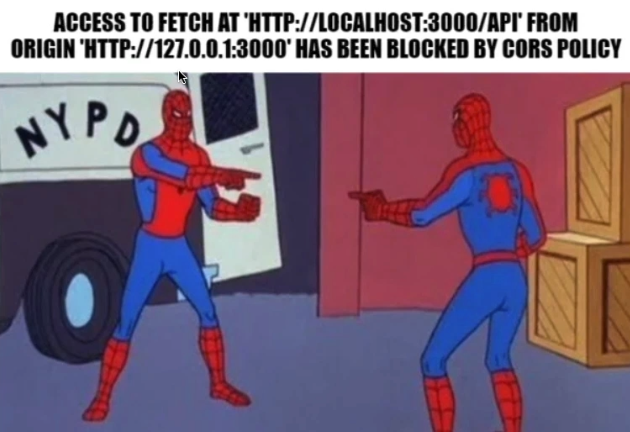 ACCESS TO FETCH AT 'HTTP://LOCALHOST:3000/API' FROM
ORIGIN 'HTTP://127.0.0.1:3000' HAS BEEN BLOCKED BY CORS POLICY
NYPD